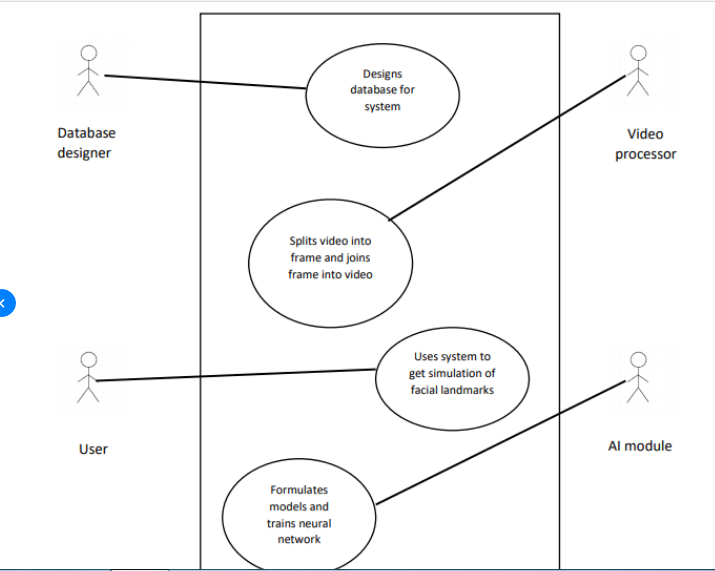 Designs
database for
system
Database
designer
Video
processor
Splits video into
frame and joins
frame into video
Uses system to
get simulation of
facial landmarks
User
AI module
Formulates
models and
trains neural
network